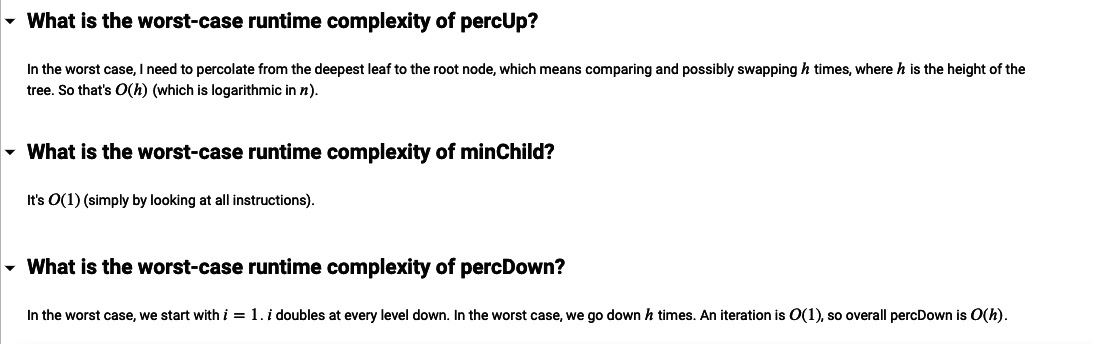 What is the worst-case runtime complexity of percUp?
In the worst case, I need to percolate from the deepest leaf to the root node, which means comparing and possibly swapping h times, where h is the height of the
tree. So that's O(h) (which is logarithmic in n).
What is the worst-case runtime complexity of minChild?
It's O(1) (simply by looking at all instructions).
What is the worst-case runtime complexity of percDown?
In the worst case, we start with i = 1. i doubles at every level down. In the worst case, we go down h times. An iteration is O(1), so overall percDown is O(h).